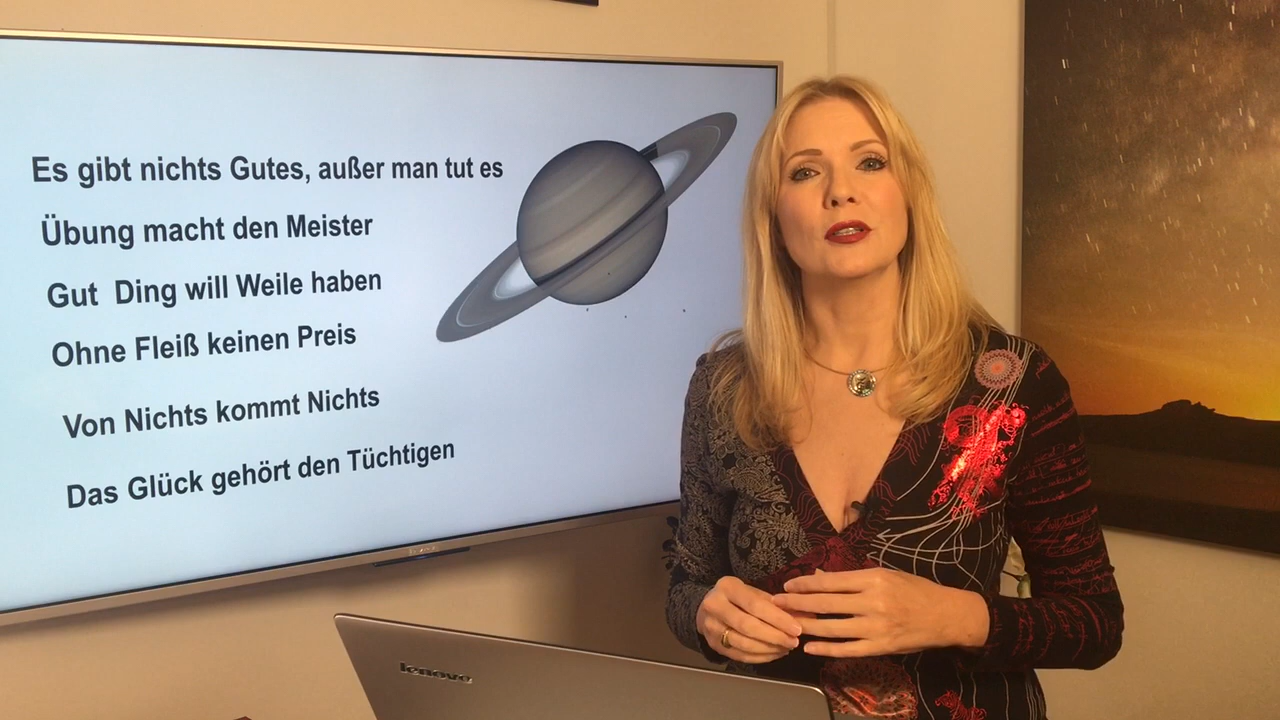 Es gibt nichts Gutes, außer man tut es
Übung macht den Meister
Gut Ding will Weile haben
Ohne Fleiß keinen Preis
Von Nichts kommt Nichts
Das Glück gehört den Tüchtigen
lenovo